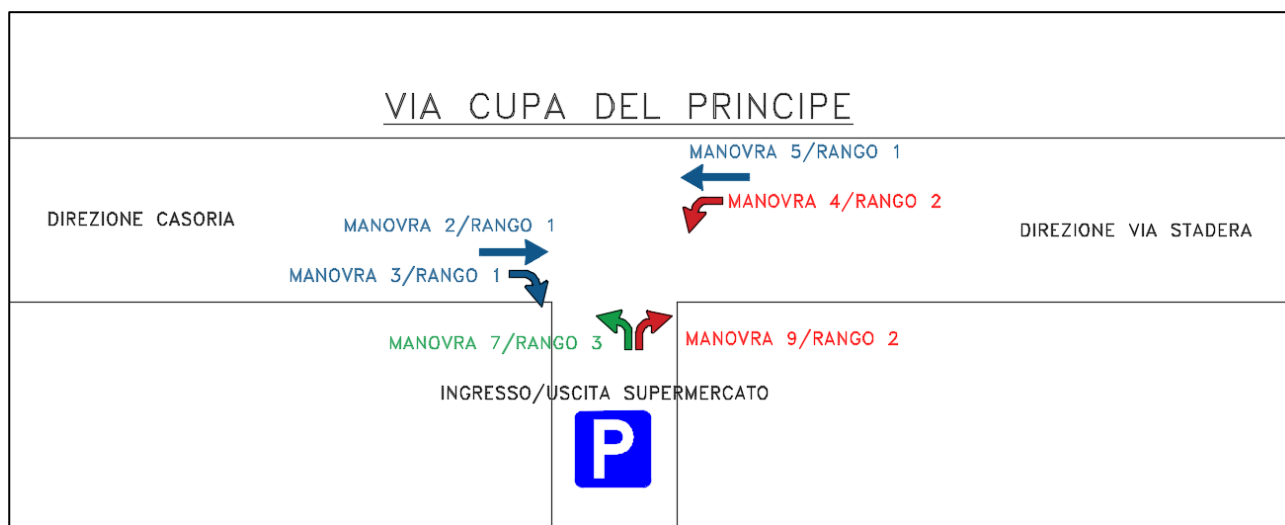 VIA CUPA DEL PRINCIPE
MANOVRA 5/RANGO 1
MANOVRA 4/RANGO 2
DIREZIONE CASORIA
MANOVRA 2/RANGO 1
DIREZIONE VIA STADERA
MANOVRA 3/RANGO 1
MANOVRA 7/RANGO 3
MANOVRA 9/RANGO 2
INGRESSO/USCITA SUPERMERCATO
P